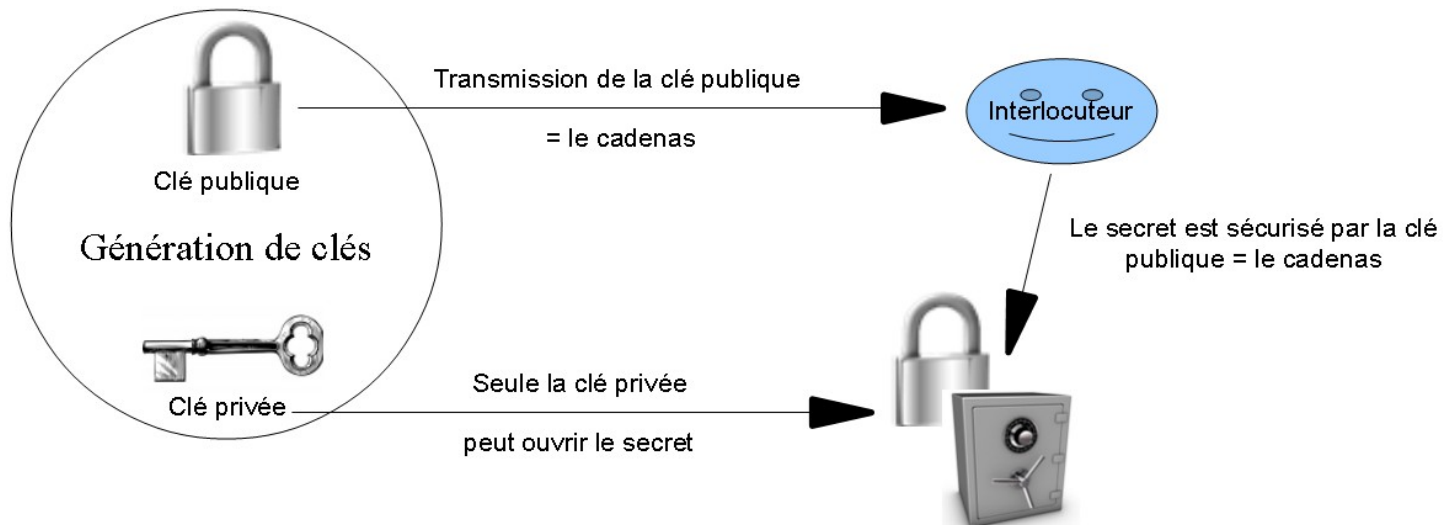 Transmission de la clé publique
= le cadenas
Interlocuteur
Clé publique
Génération de clés
Le secret est sécurisé par la clé
publique = le cadenas
Clé privée
Seule la clé privée
peut ouvrir le secret